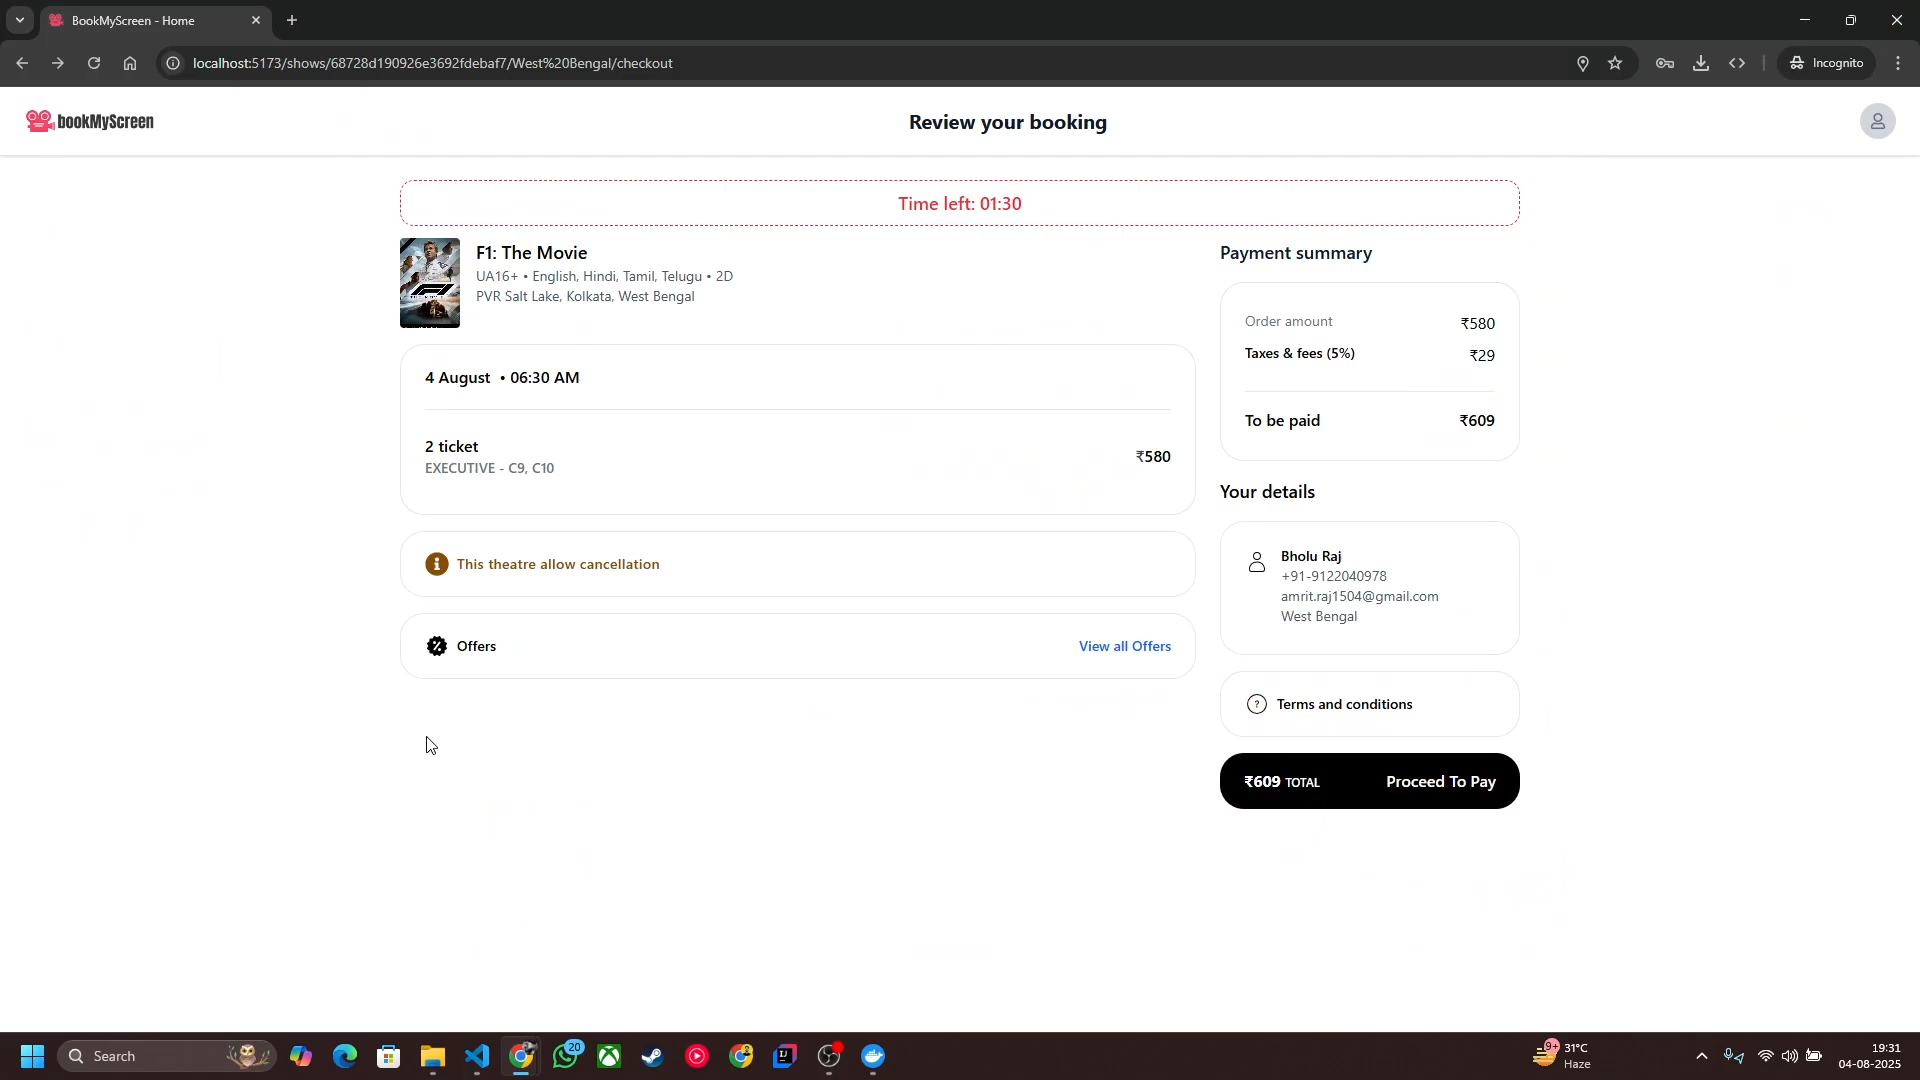 BookMyScreen - Home
localhost:5173/shows/68728d190926e3692fdebaf7/West%20Bengal/checkout
Incognito
bookMyScreen
Review your booking
Time left: 01:30
F1: The Movie
UA16+ • English, Hindi, Tamil, Telugu • 2D
PVR Salt Lake, Kolkata, West Bengal
4 August • 06:30 AM
2 ticket
EXECUTIVE - C9, C10
₹580
This theatre allow cancellation
Offers
View all Offers
Payment summary
Order amount ₹580
Taxes & fees (5%) ₹29
To be paid ₹609
Your details
Bholu Raj
+91-9122040978
amrit.raj1504@gmail.com
West Bengal
Terms and conditions
₹609 TOTAL Proceed To Pay
Search
20
9+
31°C
Haze
19:31
04-08-2025